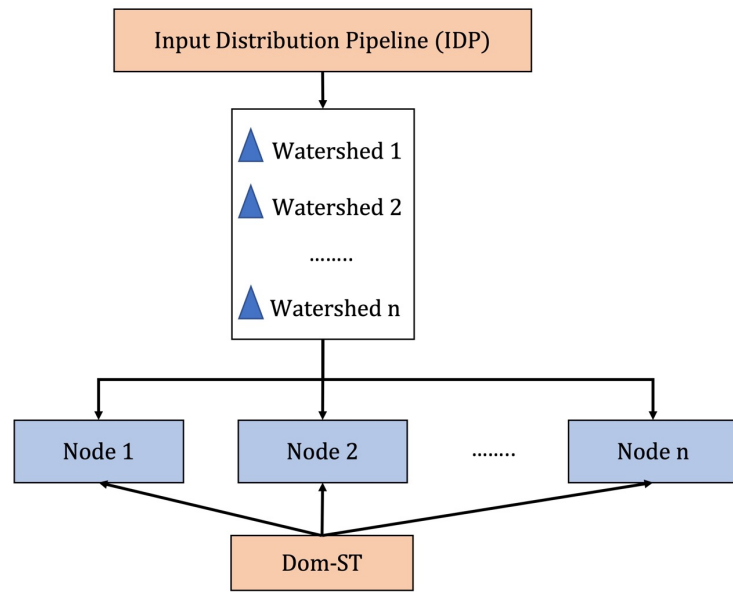 Input Distribution Pipeline (IDP)
Watershed 1
Watershed 2
........
Watershed n
Node 1
Node 2
........
Node n
Dom-ST